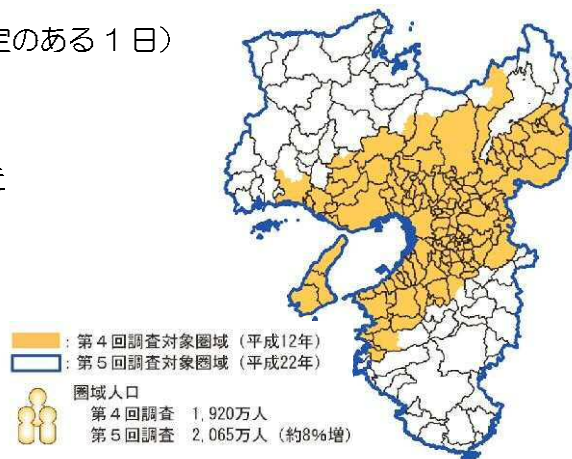 定のある1日）
：第4回調査対象圏域（平成12年）
：第5回調査対象圏域（平成22年）
圏域人口
第4回調査 1,920万人
第5回調査 2,065万人（約8％増）